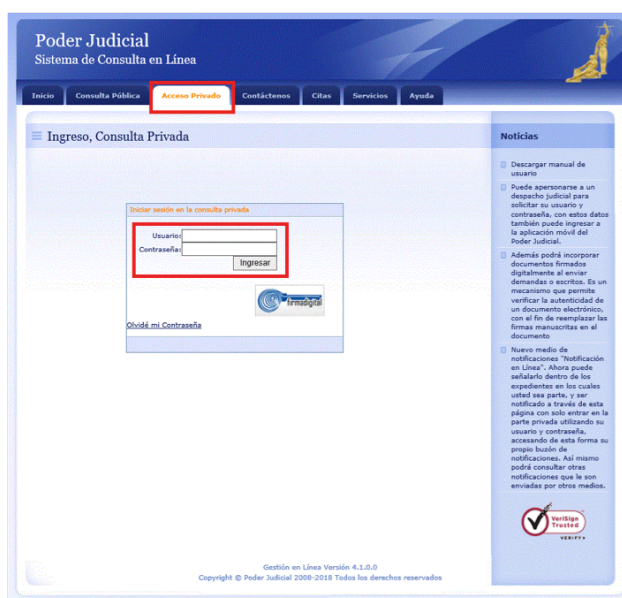 Poder Judicial
Sistema de Consulta en Línea
Inicio Consulta Pública Acceso Privado Contáctenos Citas Servicios Ayuda
Ingreso, Consulta Privada
Iniciar sesión en la consulta privada
Usuario:
Contraseña:
Ingresar
firmadigital
Olvidé mi Contraseña
Noticias
Descargar manual de
usuario
Puede apersonarse a un
despacho judicial para
solicitar su usuario y
contraseña, con estos datos
también puede ingresar a
la aplicación móvil del
Poder Judicial.
Además podrá incorporar
documentos firmados
digitalmente al enviar
demandas o escritos. Es un
mecanismo que permite
verificar la autenticidad de
un documento electrónico,
con el fin de reemplazar las
firmas manuscritas en el
documento
Nuevo medio de
notificaciones "Notificación
en Línea". Ahora puede
señalarlo dentro de los
expedientes en los cuales
usted sea parte, y ser
notificado a través de esta
página con solo entrar en la
parte privada utilizando su
usuario y contraseña,
accesando de esta forma su
propio buzón de
notificaciones. Así mismo
podrá consultar otras
notificaciones que le son
enviadas por otros medios.
VeriSign
Trusted
VERIFY▸
Gestión en Línea Versión 4.1.0.0
Copyright © Poder Judicial 2008-2018 Todos los derechos reservados